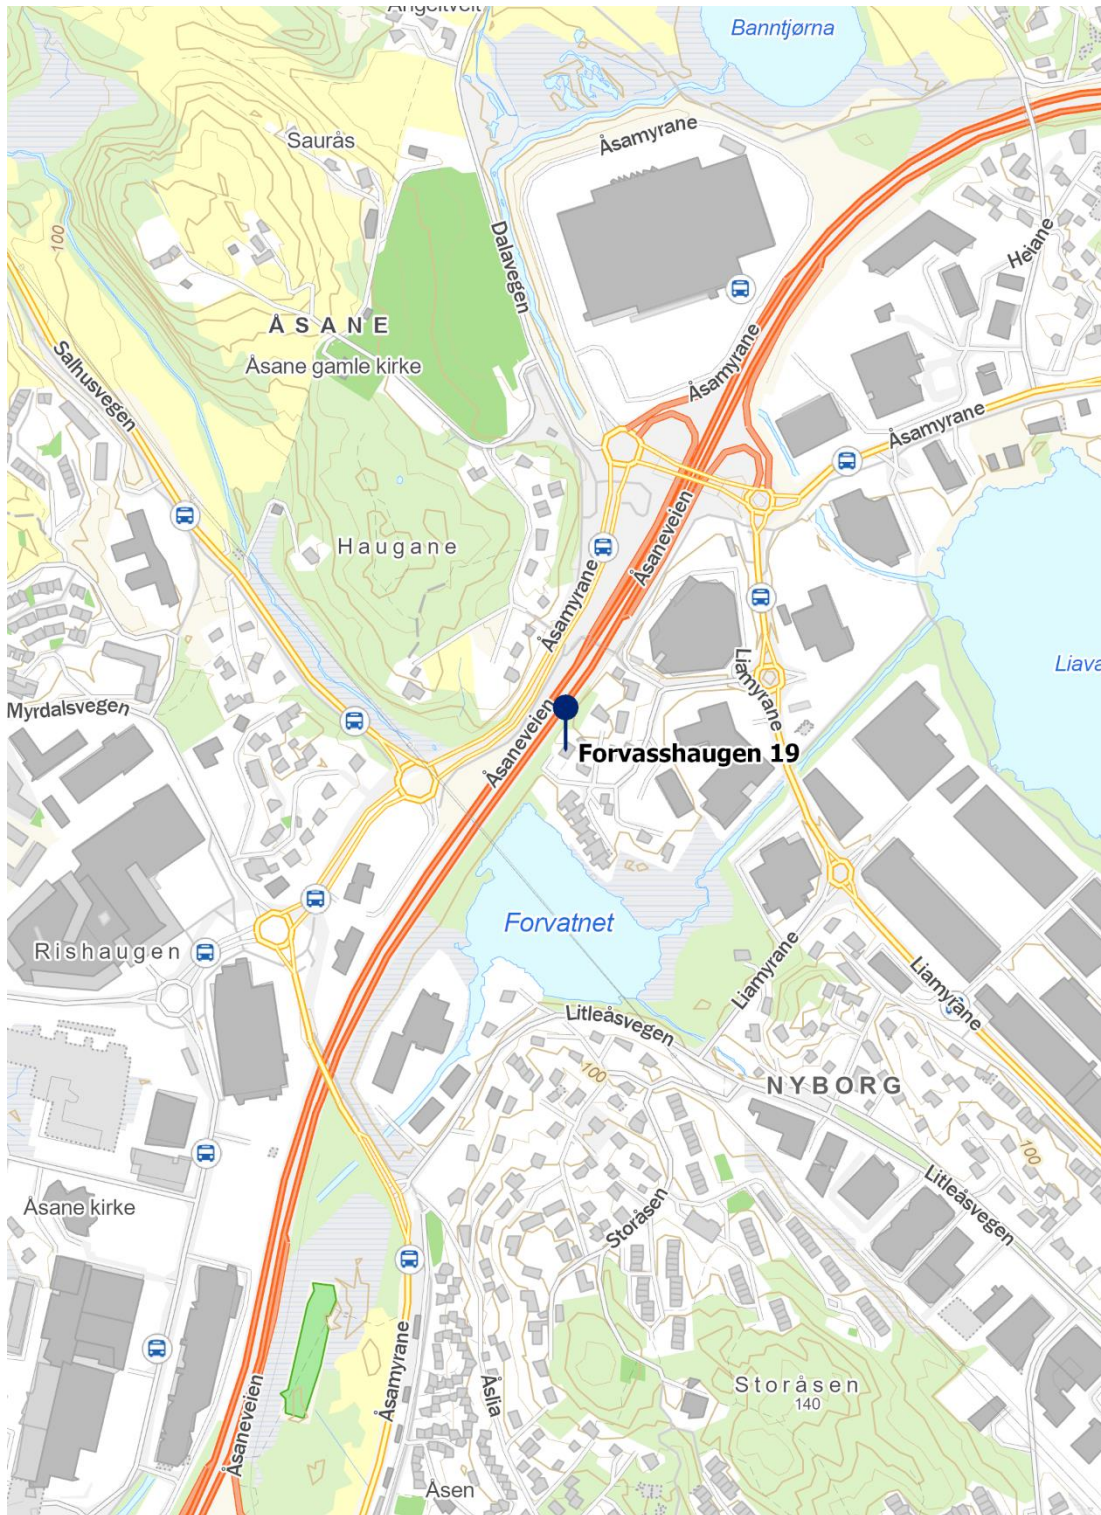 Angeltveit
Banntjørna
Åsamyrane
Saurås
Dalavegen
Heiane
100
ÅSANE
Åsane gamle kirke
Salhusvegen
Åsamyrane
Åsamyrane
Haugane
Åsaneveien
Åsamyrane
Liamyrane
Liava
Myrdalsvegen
Åsaneveien
Forvasshaugen 19
Forvatnet
Rishaugen
Liamyrane
Liamyrane
Litleåsvegen
100
NYBORG
100
Litleåsvegen
Åsane kirke
Storåsen
Åsaneveien
Åsamyrane
Åslia
Storåsen
140
Åsen